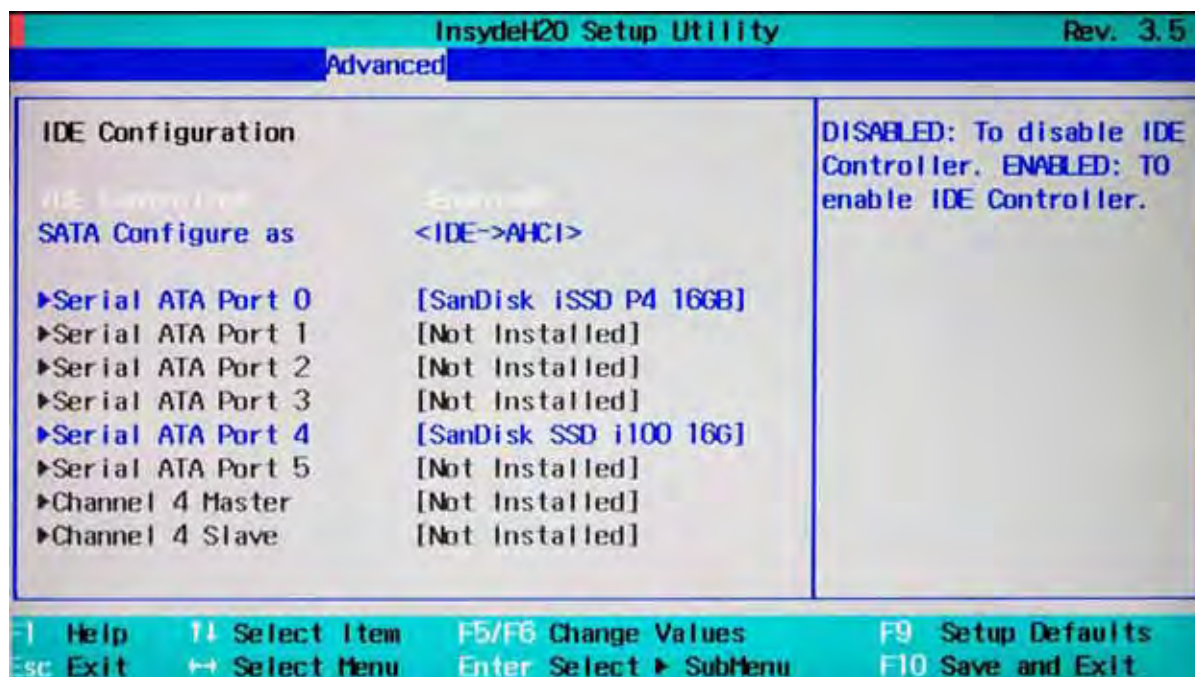 InsydeH20 Setup Utility Rev. 3.5
Advanced
IDE Configuration
SATA Configure as <IDE->AHCI>
▶Serial ATA Port 0 [SanDisk iSSD P4 16GB]
▶Serial ATA Port 1 [Not Installed]
▶Serial ATA Port 2 [Not Installed]
▶Serial ATA Port 3 [Not Installed]
▶Serial ATA Port 4 [SanDisk SSD i100 16G]
▶Serial ATA Port 5 [Not Installed]
▶Channel 4 Master [Not Installed]
▶Channel 4 Slave [Not Installed]
DISABLED: To disable IDE
Controller. ENABLED: TO
enable IDE Controller.
F1 Help ↑↓ Select Item F5/F6 Change Values F9 Setup Defaults
Esc Exit ↔ Select Menu Enter Select ▶ SubMenu F10 Save and Exit